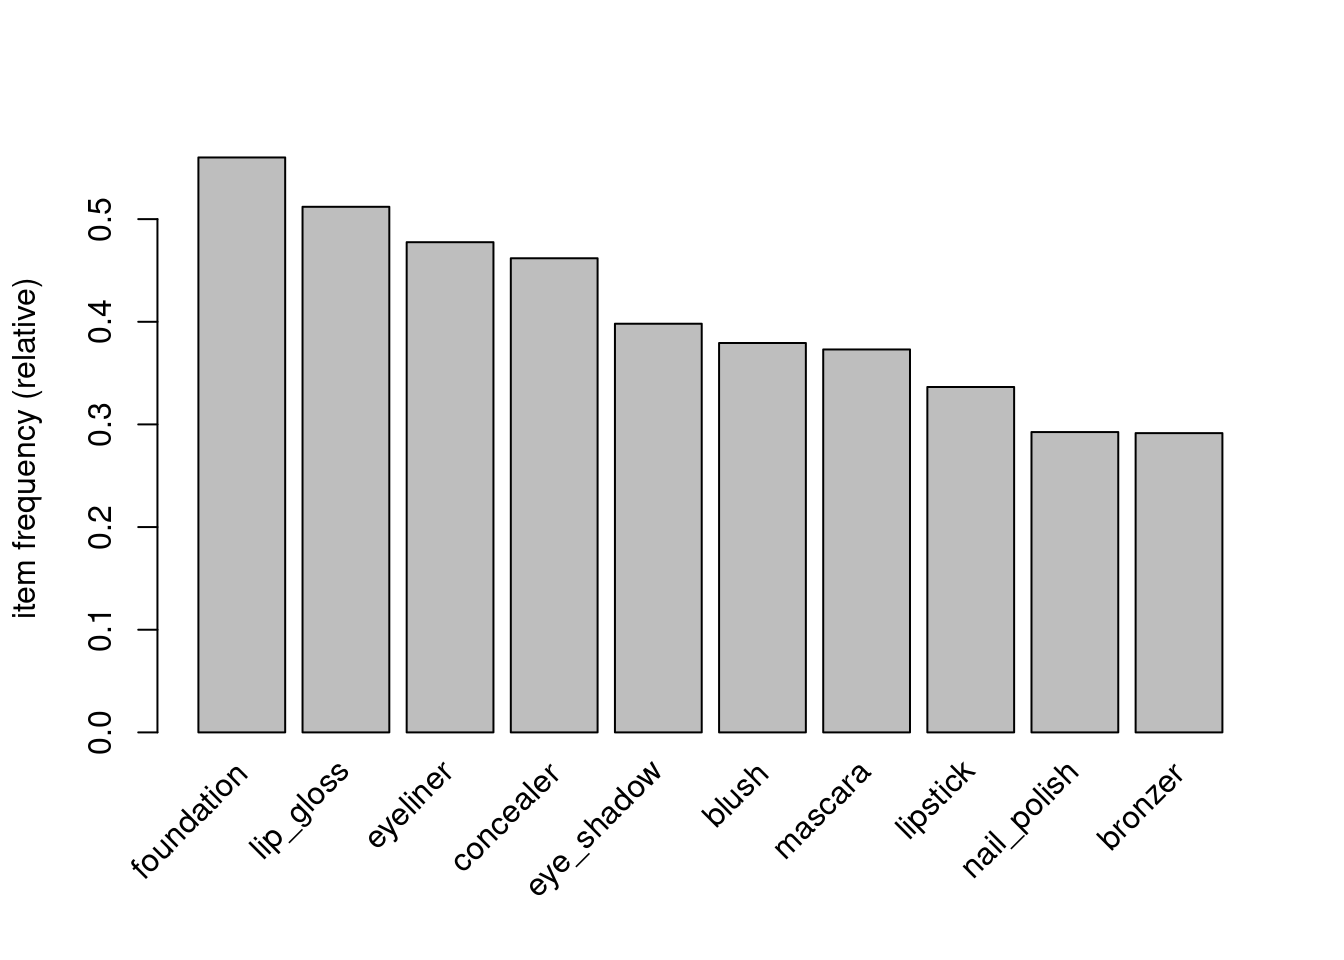 item frequency (relative)
0.5
0.4
0.3
0.2
0.1
0.0
foundation
lip_gloss
eyeliner
concealer
eye_shadow
blush
mascara
lipstick
nail_polish
bronzer